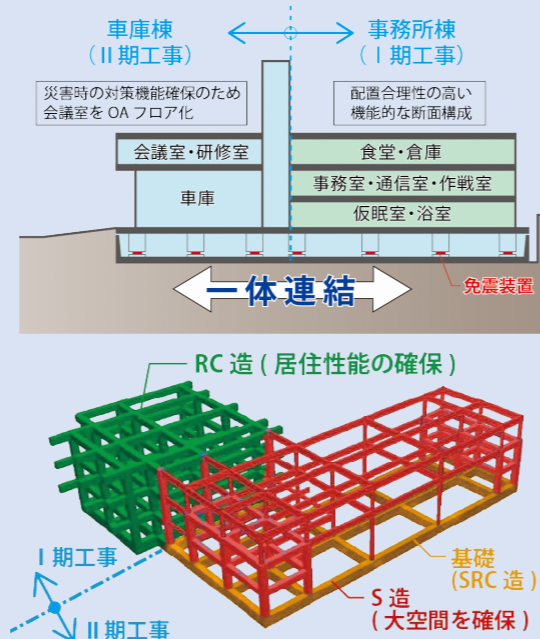 車庫棟
(II期工事)
事務所棟
(I期工事)
災害時の対策機能確保のため
会議室をOAフロア化
配置合理性の高い
機能的な断面構成
会議室・研修室
車庫
食堂・倉庫
事務室・通信室・作戦室
仮眠室・浴室
一体連結
免震装置
RC造(居住性能の確保)
I期工事
II期工事
基礎
(SRC造)
S造
(大空間を確保)